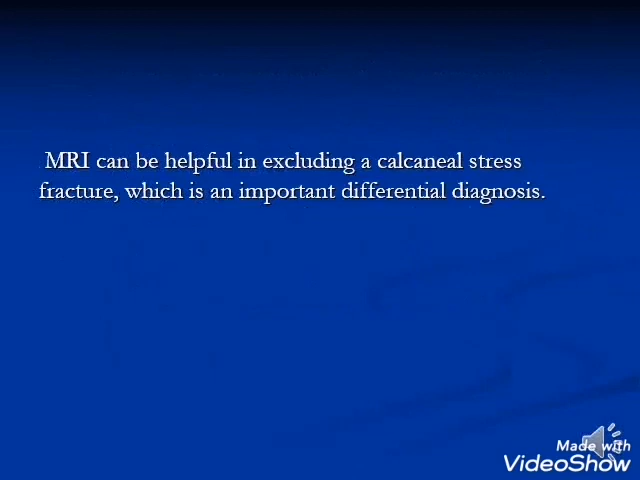 MRI can be helpful in excluding a calcaneal stress
fracture, which is an important differential diagnosis.
Made with
VideoShow